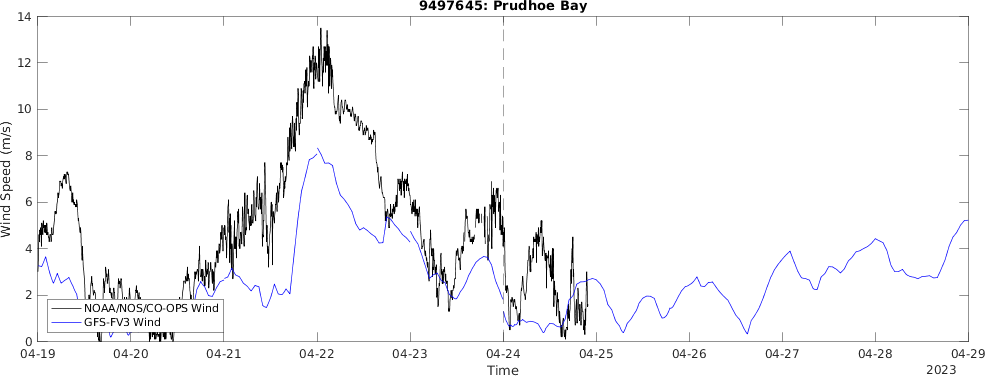 9497645: Prudhoe Bay
14
12
10
8
6
4
2
0
Wind Speed (m/s)
NOAA/NOS/CO-OPS Wind
GFS-FV3 Wind
04-19 04-20 04-21 04-22 04-23 04-24 04-25 04-26 04-27 04-28 04-29
Time
2023